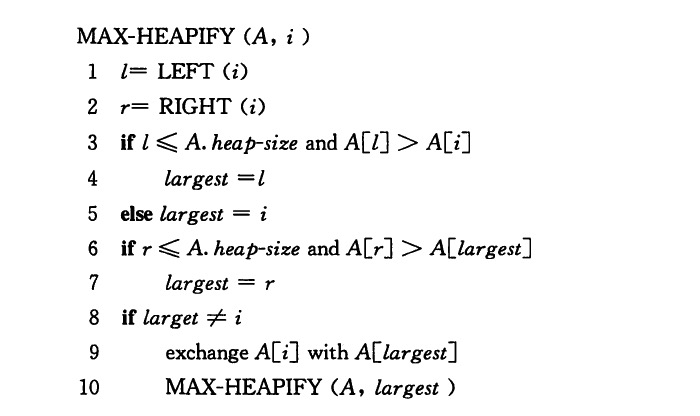 MAX-HEAPIFY (A, i )
1 l= LEFT (i)
2 r= RIGHT (i)
3 if l ⩽ A. heap-size and A[l] > A[i]
4 largest =l
5 else largest = i
6 if r ⩽ A. heap-size and A[r] > A[largest]
7 largest = r
8 if larget ≠ i
9 exchange A[i] with A[largest]
10 MAX-HEAPIFY (A, largest )